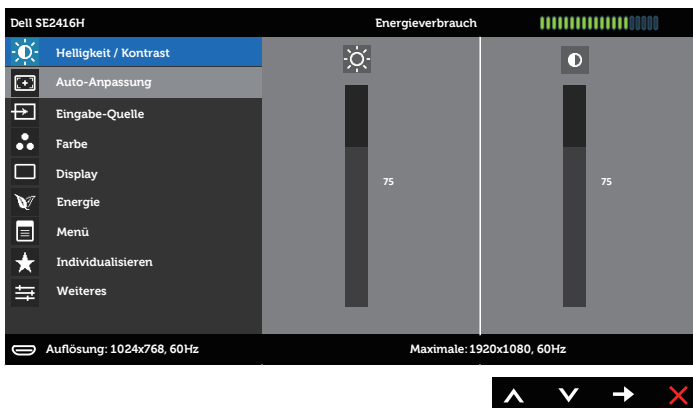 Dell SE2416H Energieverbrauch
Helligkeit / Kontrast
Auto-Anpassung
Eingabe-Quelle
Farbe
Display
Energie
Menü
Individualisieren
Weiteres
75 75
Auflösung: 1024x768, 60Hz Maximale: 1920x1080, 60Hz